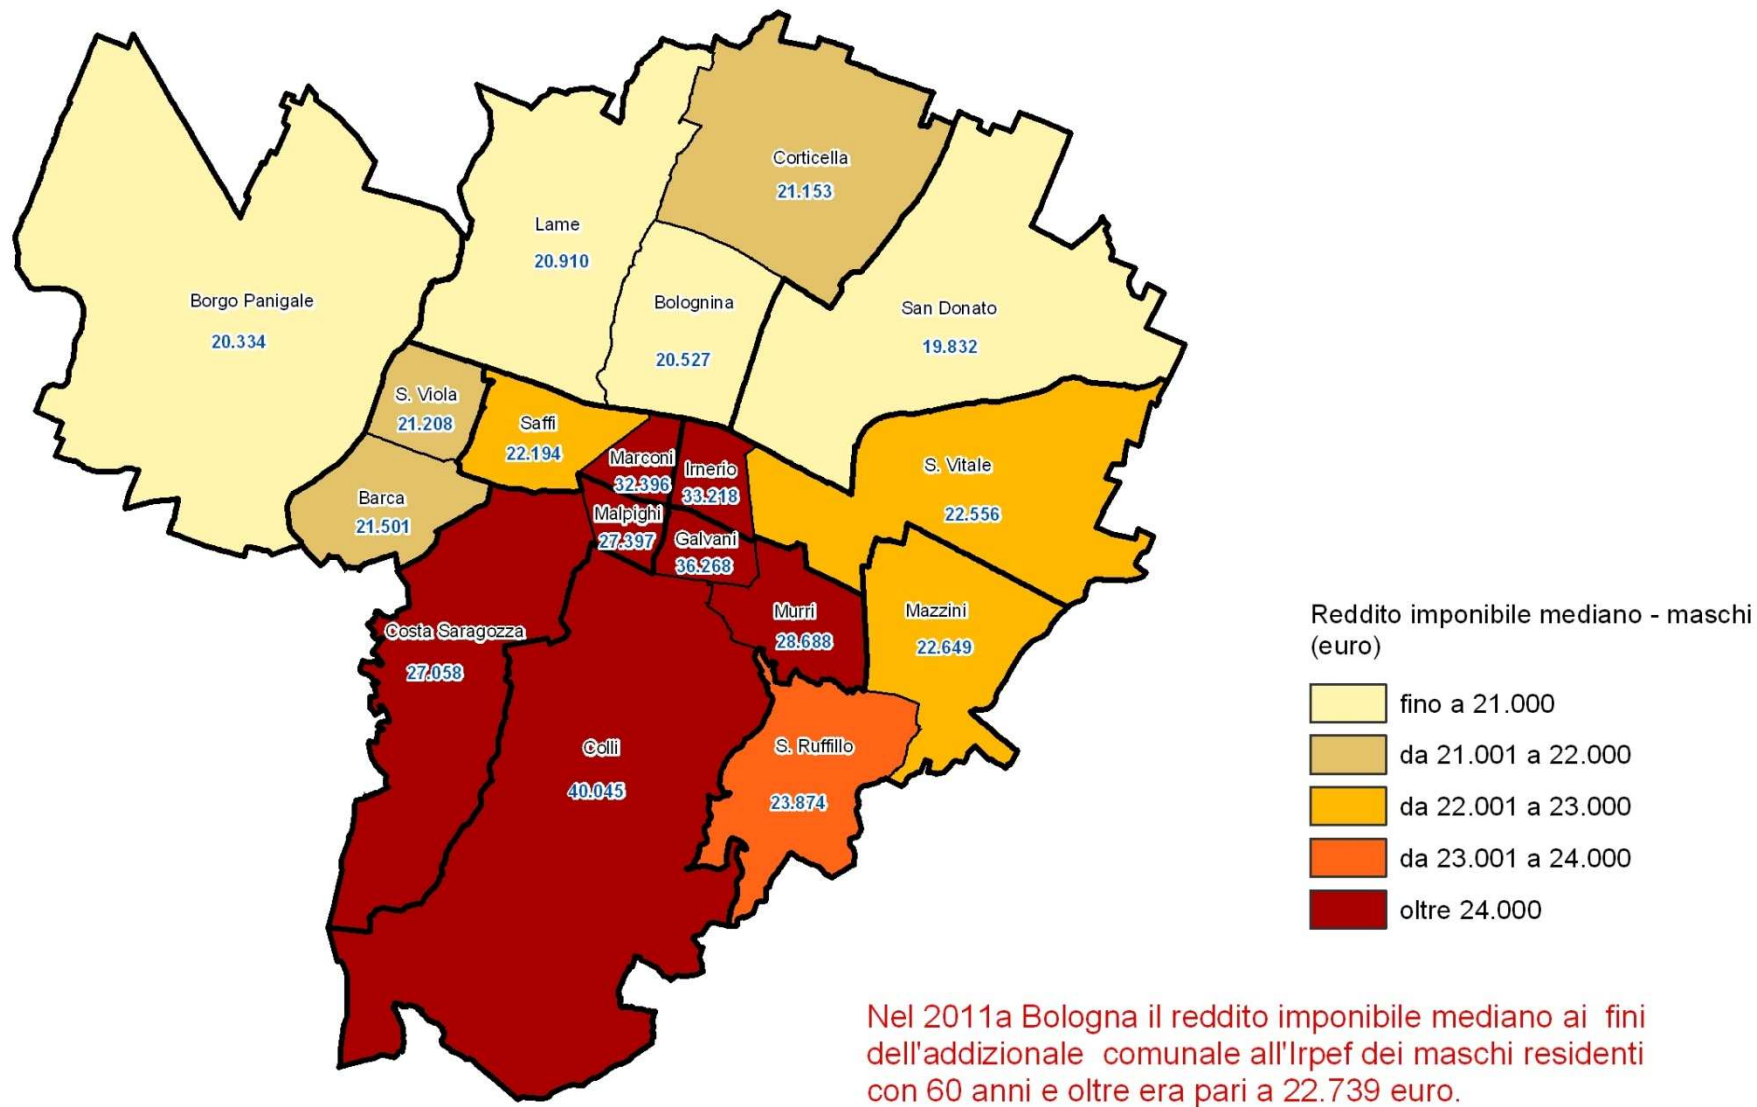 Corticella
21.153
Lame
20.910
Borgo Panigale
20.334
Bolognina
20.527
San Donato
19.832
S. Viola
21.208
Saffi
22.194
Marconi
32.396
Irnerio
33.218
S. Vitale
22.556
Barca
21.501
Malpighi
27.397
Galvani
36.268
Murri
28.688
Mazzini
22.649
Costa Saragozza
27.058
Colli
40.045
S. Ruffillo
23.874
Reddito imponibile mediano - maschi
(euro)
fino a 21.000
da 21.001 a 22.000
da 22.001 a 23.000
da 23.001 a 24.000
oltre 24.000
Nel 2011a Bologna il reddito imponibile mediano ai fini
dell'addizionale comunale all'Irpef dei maschi residenti
con 60 anni e oltre era pari a 22.739 euro.